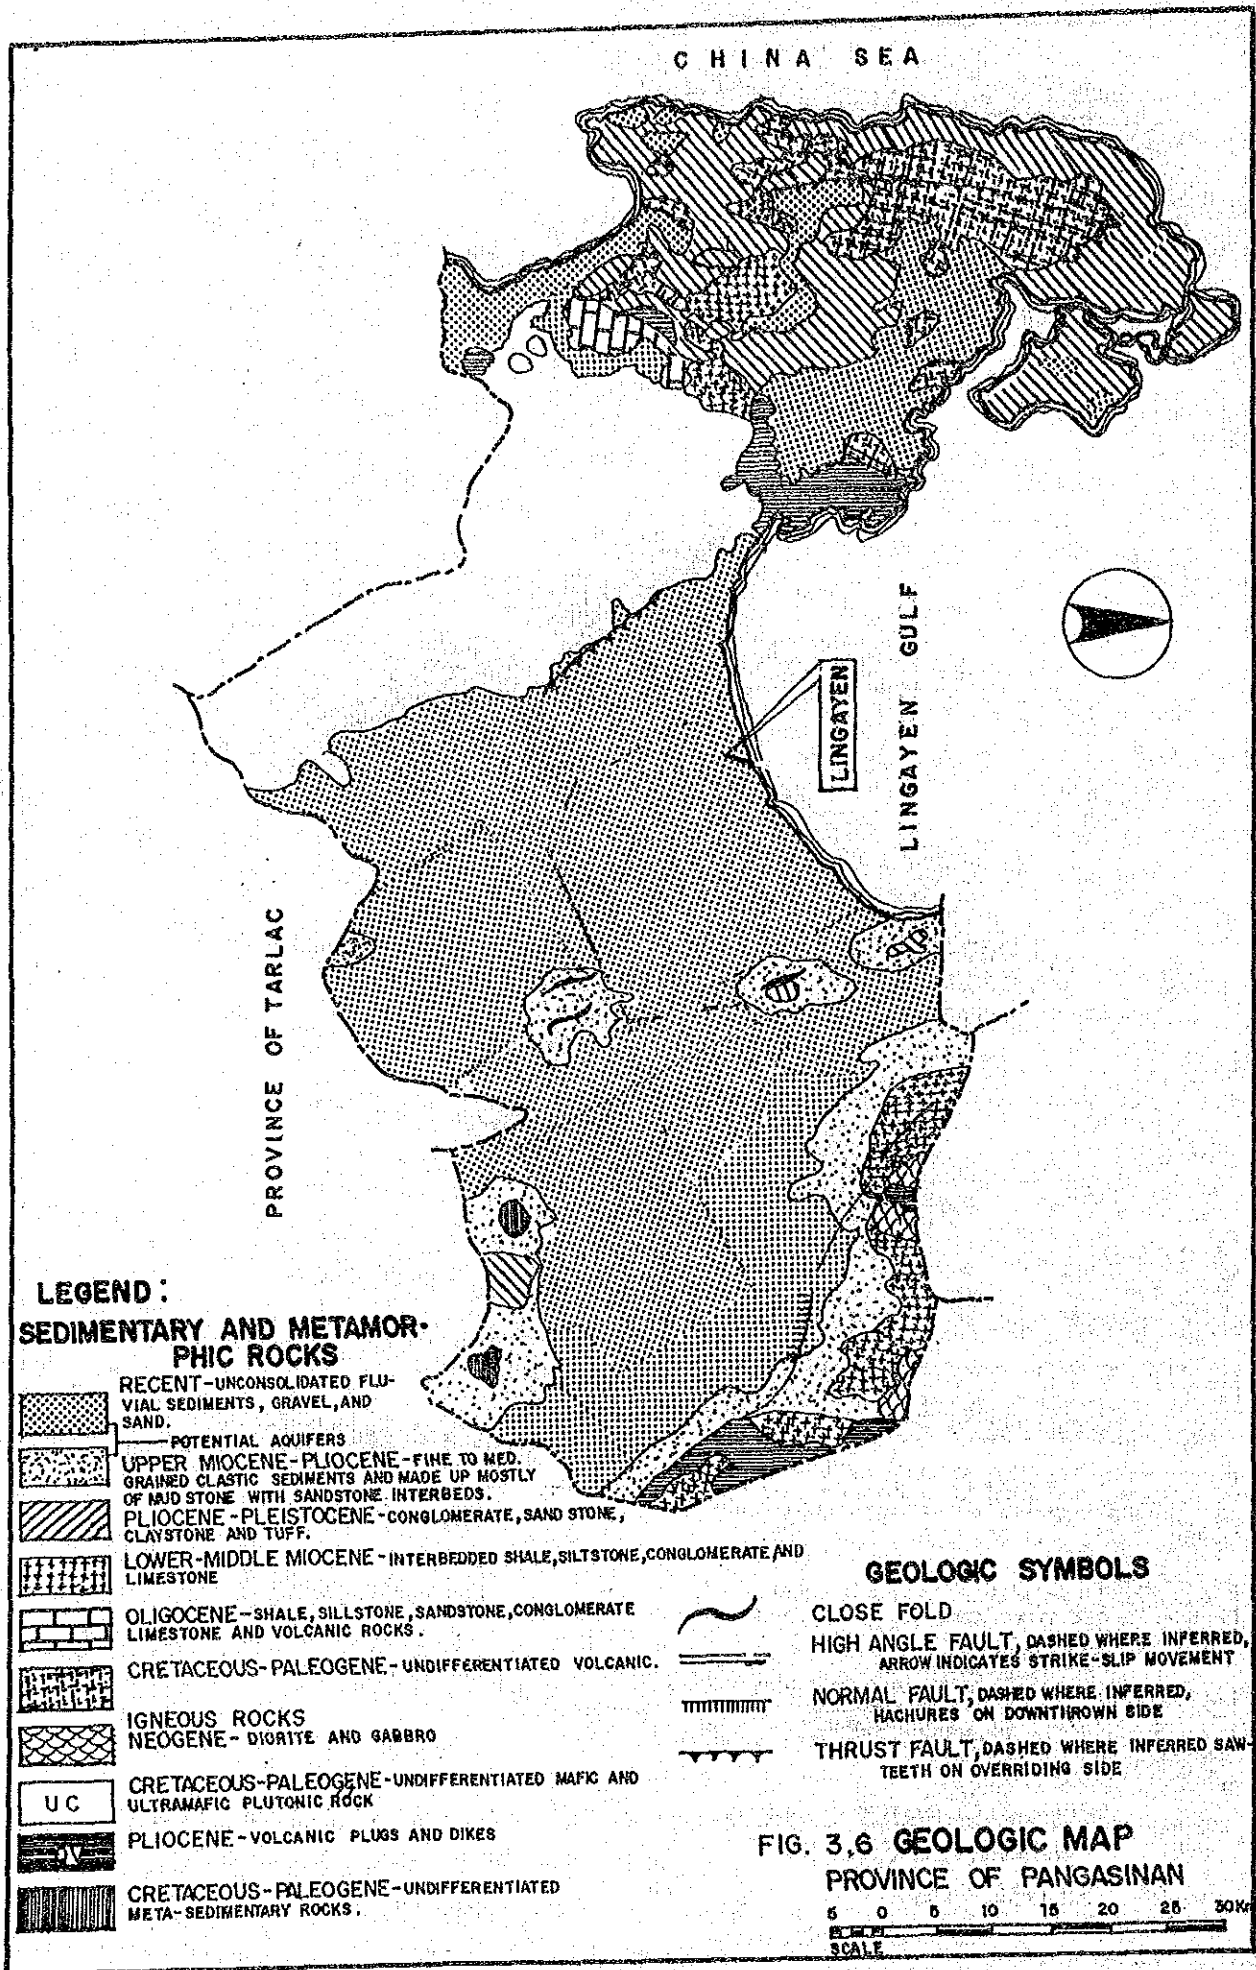 CHINA SEA
LINGAYEN GULF
LINGAYEN
PROVINCE OF TARLAC
LEGEND:
SEDIMENTARY AND METAMOR-
PHIC ROCKS
RECENT-UNCONSOLIDATED FLU-
VIAL SEDIMENTS, GRAVEL, AND
SAND.
POTENTIAL AQUIFERS
UPPER MIOCENE-PLIOCENE-FINE TO MED.
GRAINED CLASTIC SEDIMENTS AND MADE UP MOSTLY
OF MUD STONE WITH SANDSTONE INTERBEDS.
PLIOCENE-PLEISTOCENE-CONGLOMERATE, SAND STONE,
CLAYSTONE AND TUFF.
LOWER-MIDDLE MIOCENE-INTERBEDDED SHALE, SILTSTONE, CONGLOMERATE AND
LIMESTONE
OLIGOCENE-SHALE, SILLSTONE, SANDSTONE, CONGLOMERATE
LIMESTONE AND VOLCANIC ROCKS.
CRETACEOUS-PALEOGENE-UNDIFFERENTIATED VOLCANIC.
IGNEOUS ROCKS
NEOGENE-DIORITE AND GABBRO
UC
CRETACEOUS-PALEOGENE-UNDIFFERENTIATED MAFIC AND
ULTRAMAFIC PLUTONIC ROCK
PLIOCENE-VOLCANIC PLUGS AND DIKES
CRETACEOUS-PALEOGENE-UNDIFFERENTIATED
META-SEDIMENTARY ROCKS.
GEOLOGIC SYMBOLS
CLOSE FOLD
HIGH ANGLE FAULT, DASHED WHERE INFERRED,
ARROW INDICATES STRIKE-SLIP MOVEMENT
NORMAL FAULT, DASHED WHERE INFERRED,
HACHURES ON DOWNTHROWN SIDE
THRUST FAULT, DASHED WHERE INFERRED SAW-
TEETH ON OVERRIDING SIDE
FIG. 3.6 GEOLOGIC MAP
PROVINCE OF PANGASINAN
5 0 5 10 15 20 25 30Km
SCALE